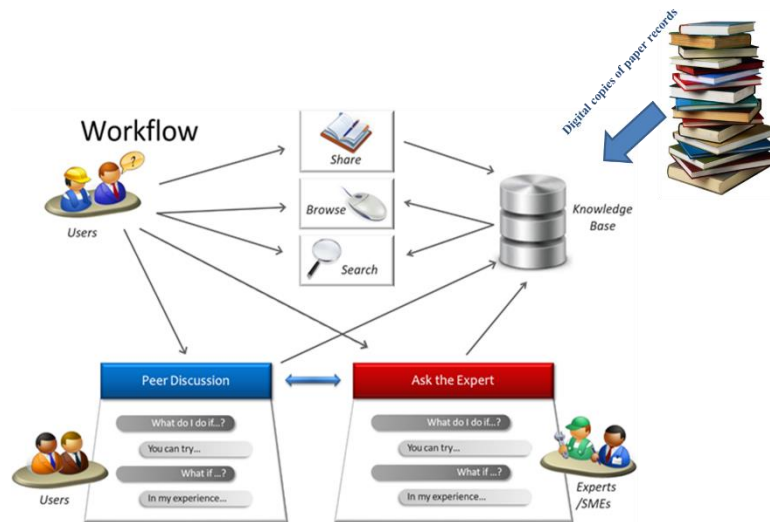 Digital copies of paper records
Workflow
Share
Users
Browse
Knowledge
Base
Search
Peer Discussion
Ask the Expert
What do I do if...?
You can try...
What if ...?
In my experience...
What do I do if...?
You can try...
What if ...?
In my experience...
Users
Experts
/SMEs